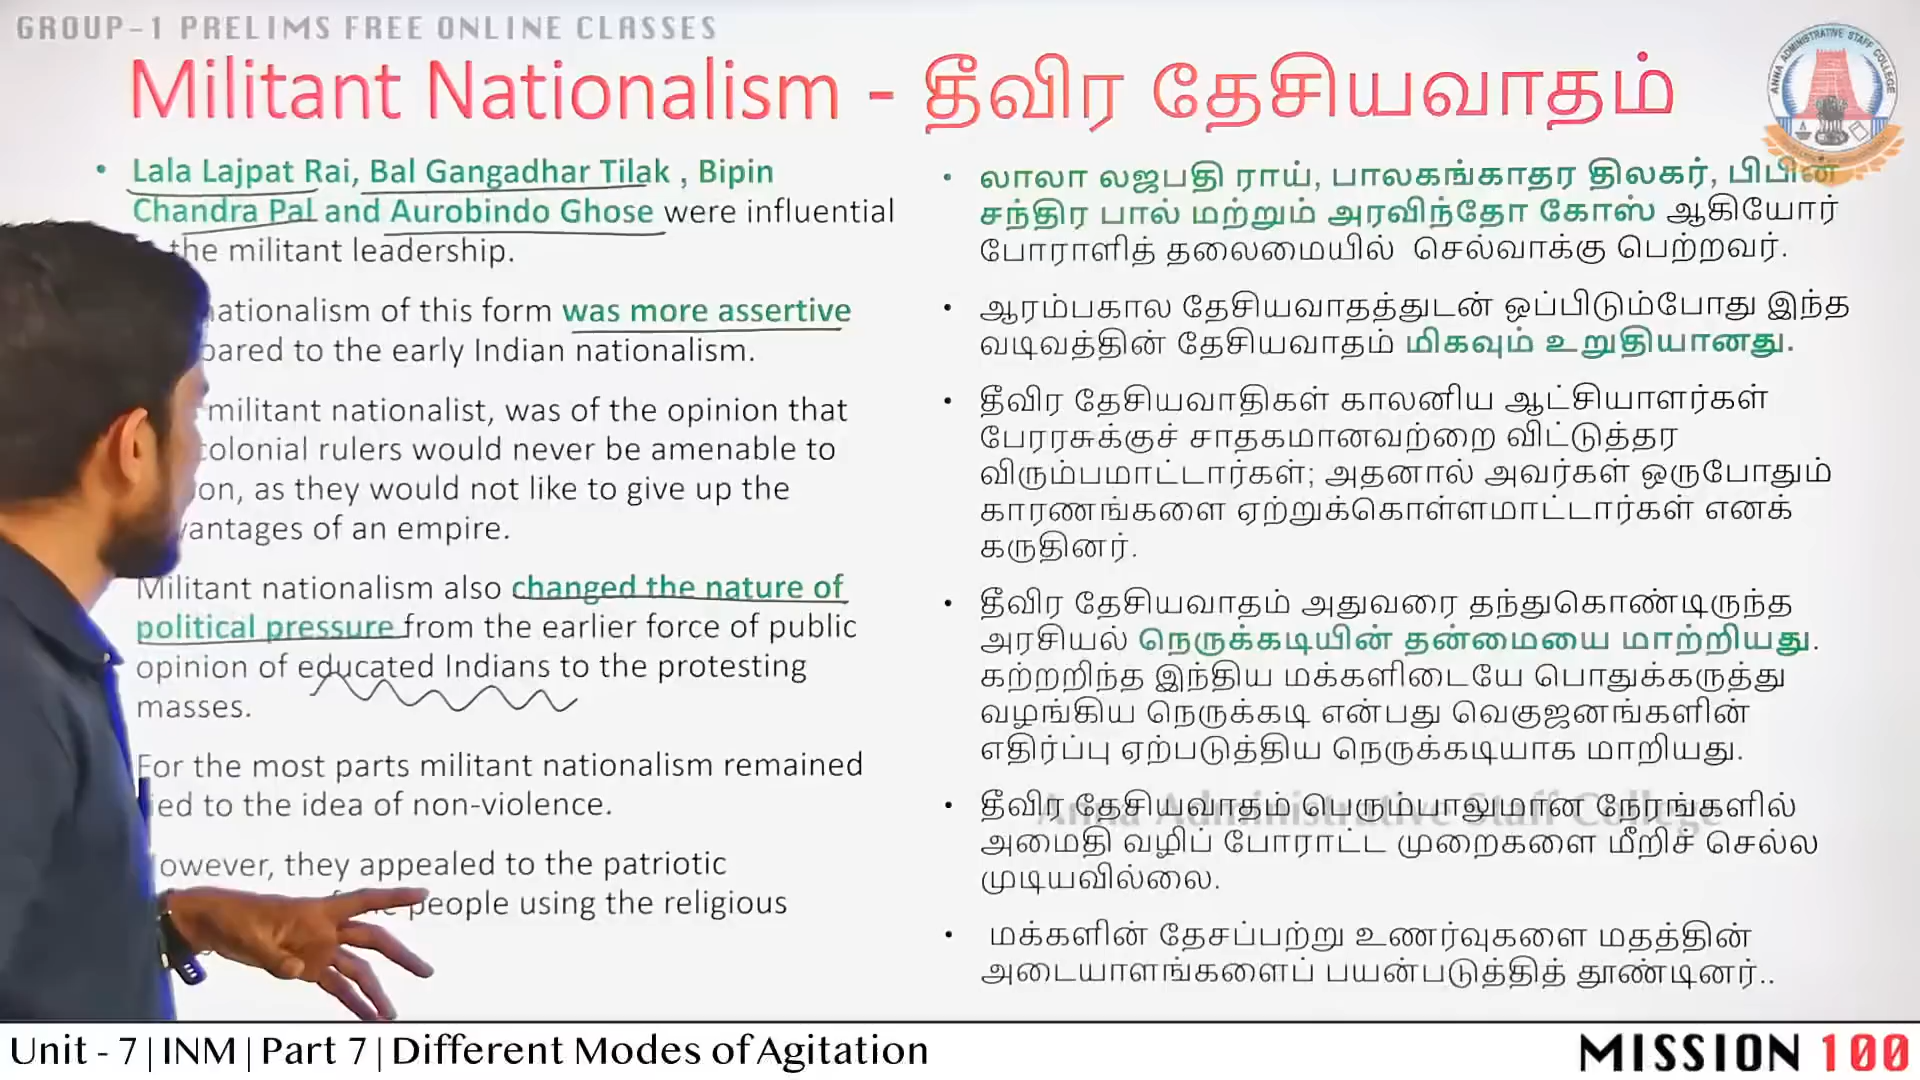 GROUP-1 PRELIMS FREE ONLINE CLASSES
Militant Nationalism - தீவிர தேசியவாதம்
ANNA ADMINISTRATIVE STAFF COLLEGE
• Lala Lajpat Rai, Bal Gangadhar Tilak , Bipin
Chandra Pal and Aurobindo Ghose were influential
the militant leadership.
of this form was more assertive
to the early Indian nationalism.
militant nationalist, was of the opinion that
rulers would never be amenable to
as they would not like to give up the
of an empire.
Militant nationalism also changed the nature of
political pressure from the earlier force of public
opinion of educated Indians to the protesting
masses.
For the most parts militant nationalism remained
to the idea of non-violence.
they appealed to the patriotic
people using the religious
• லாலா லஜபதி ராய், பாலகங்காதர திலகர், பிபின்
சந்திர பால் மற்றும் அரவிந்தோ கோஸ் ஆகியோர்
போராளித் தலைமையில் செல்வாக்கு பெற்றவர்.
• ஆரம்பகால தேசியவாதத்துடன் ஒப்பிடும்போது இந்த
வடிவத்தின் தேசியவாதம் மிகவும் உறுதியானது.
• தீவிர தேசியவாதிகள் காலனிய ஆட்சியாளர்கள்
பேரரசுக்குச் சாதகமானவற்றை விட்டுத்தர
விரும்பமாட்டார்கள்; அதனால் அவர்கள் ஒருபோதும்
காரணங்களை ஏற்றுக்கொள்ளமாட்டார்கள் எனக்
கருதினர்.
• தீவிர தேசியவாதம் அதுவரை தந்துகொண்டிருந்த
அரசியல் நெருக்கடியின் தன்மையை மாற்றியது.
கற்றறிந்த இந்திய மக்களிடையே பொதுக்கருத்து
வழங்கிய நெருக்கடி என்பது வெகுஜனங்களின்
எதிர்ப்பு ஏற்படுத்திய நெருக்கடியாக மாறியது.
Anna Administrative Staff College
• தீவிர தேசியவாதம் பெரும்பாலுமான நேரங்களில்
அமைதி வழிப் போராட்ட முறைகளை மீறிச் செல்ல
முடியவில்லை.
• மக்களின் தேசப்பற்று உணர்வுகளை மதத்தின்
அடையாளங்களைப் பயன்படுத்தித் தூண்டினர்..
Unit - 7 | INM | Part 7 | Different Modes of Agitation
MISSION 100